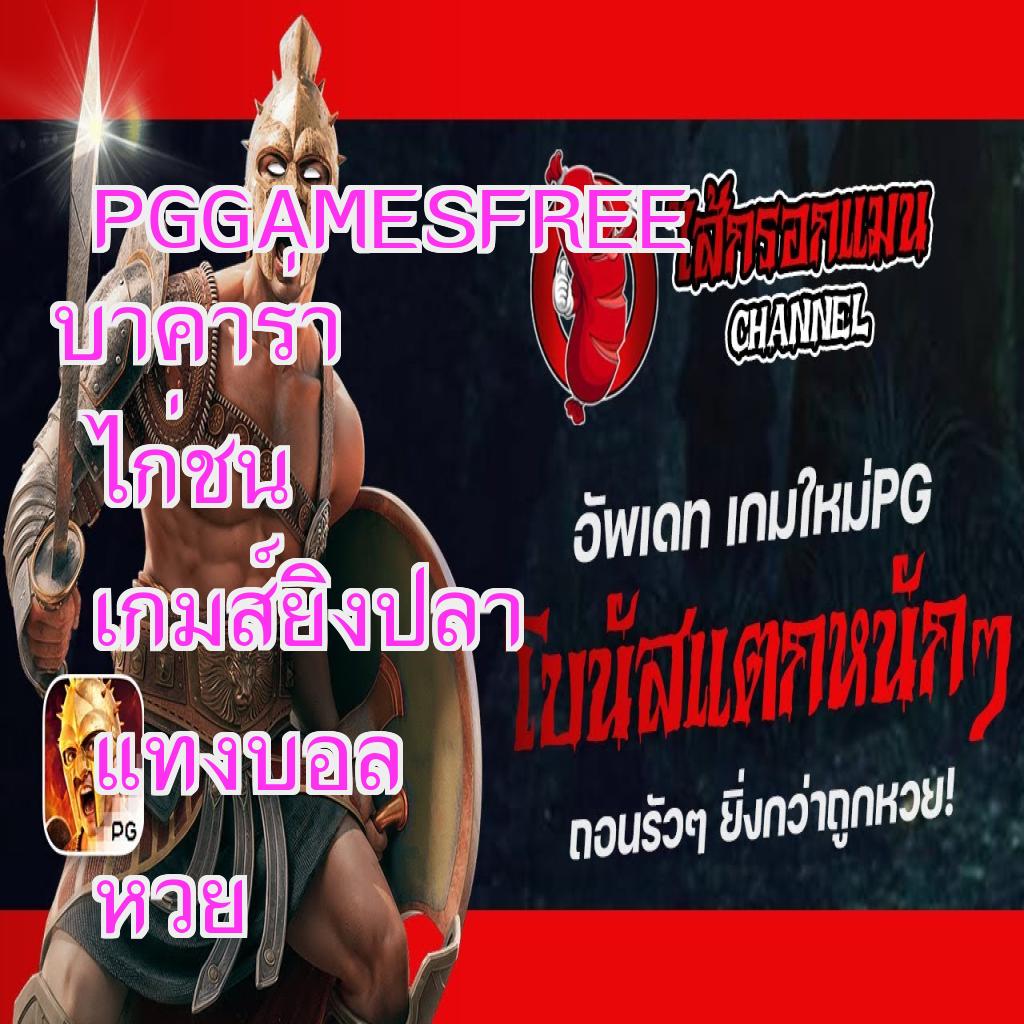 PGGAMESFREE
บาคาร่า
ไก่ชน
เกมส์ยิงปลา
แทงบอล
หวย
PG
ไส้กรอกแมน
CHANNEL
อัพเดท เกมใหม่PG
โบนัสแตกหนักๆ
ถอนรัวๆ ยิ่งกว่าถูกหวย!